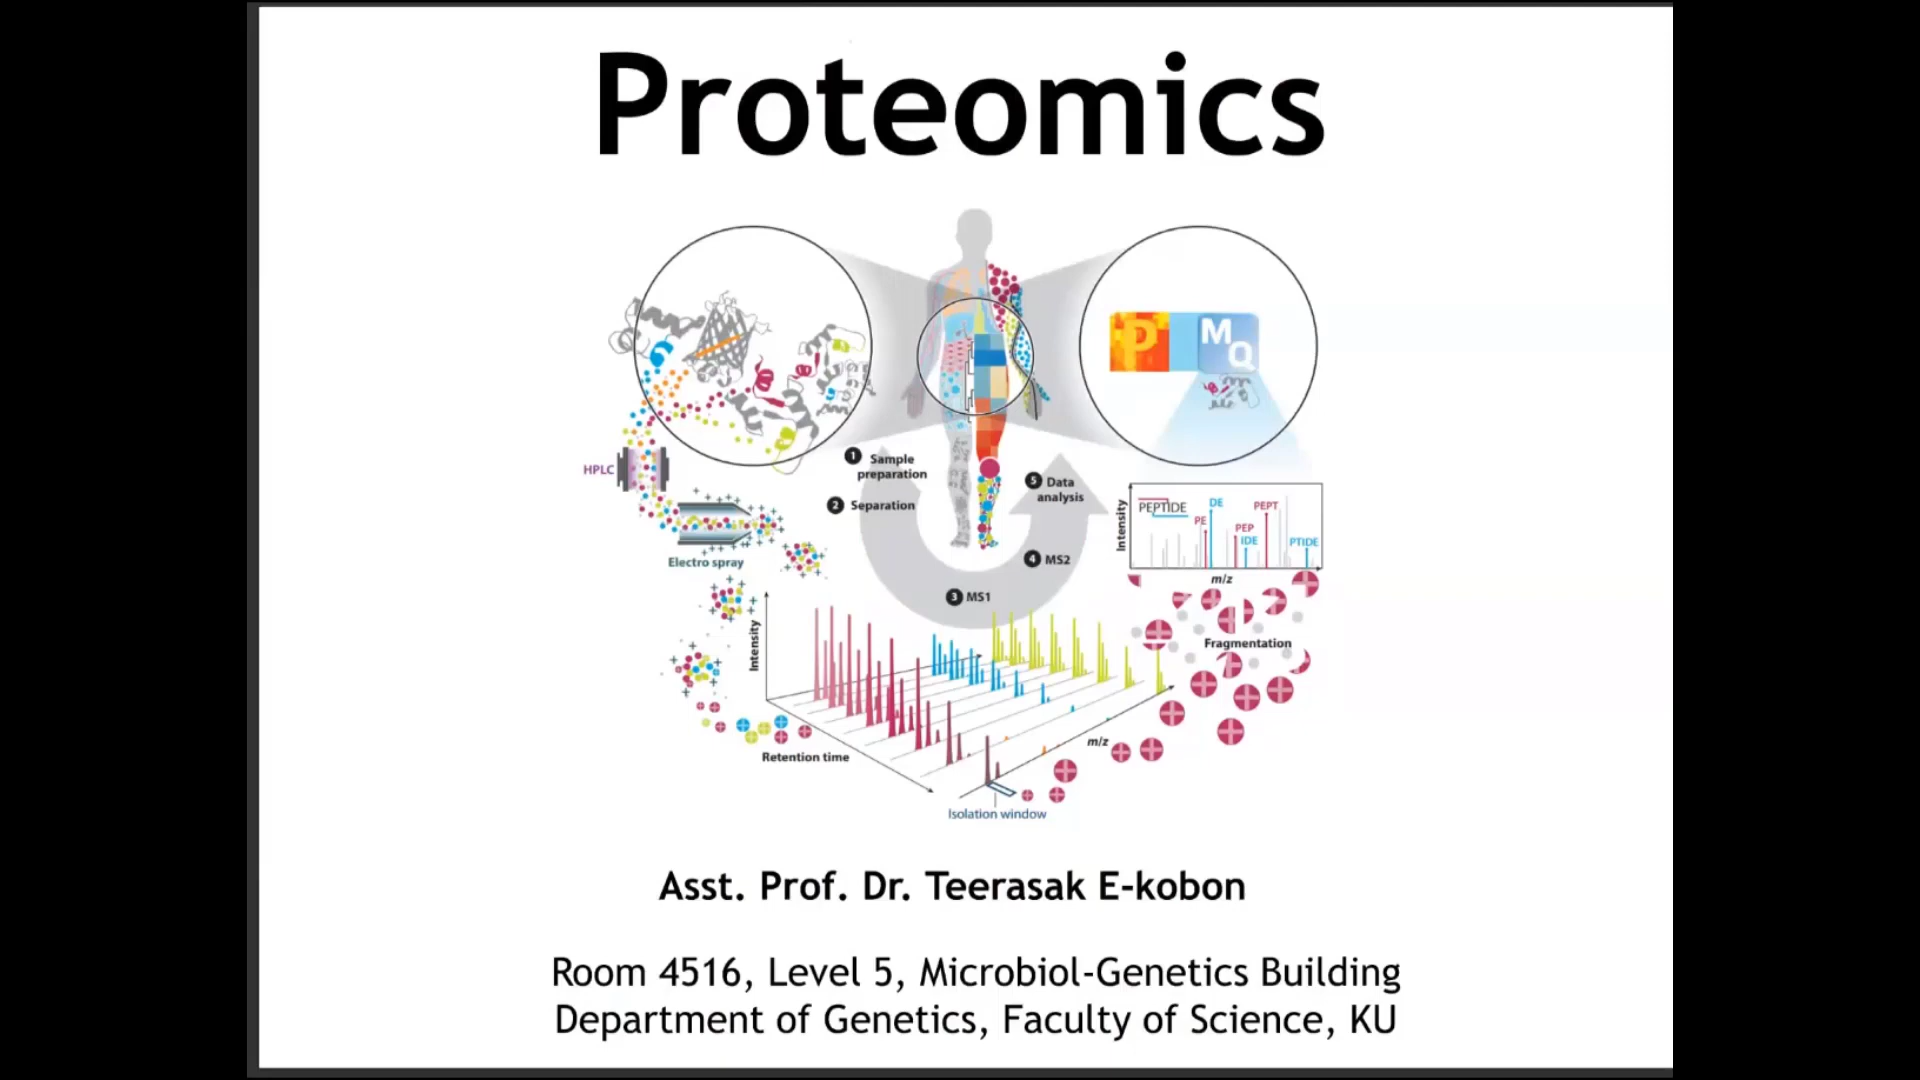 Proteomics
P
M
Q
HPLC
1 Sample
preparation
2 Separation
5 Data
analysis
Intensity
PEPTIDE
DE
PE
PEPT
PEP
IDE
PTIDE
m/z
Electro spray
4 MS2
3 MS1
Intensity
Fragmentation
Retention time
m/z
Isolation window
Asst. Prof. Dr. Teerasak E-kobon
Room 4516, Level 5, Microbiol-Genetics Building
Department of Genetics, Faculty of Science, KU